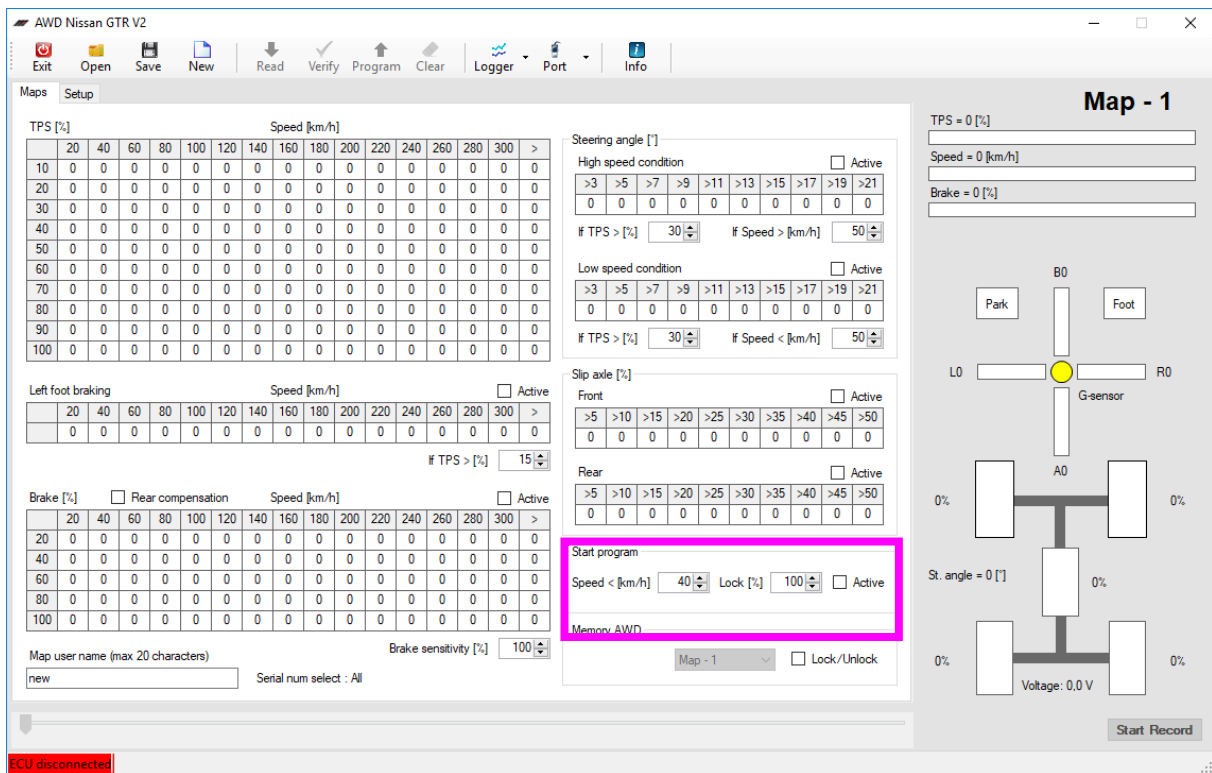 AWD Nissan GTR V2
Exit Open Save New Read Verify Program Clear Logger Port Info
Maps Setup
TPS [%] Speed [km/h]
20 40 60 80 100 120 140 160 180 200 220 240 260 280 300 >
10 0 0 0 0 0 0 0 0 0 0 0 0 0 0 0 0
20 0 0 0 0 0 0 0 0 0 0 0 0 0 0 0 0
30 0 0 0 0 0 0 0 0 0 0 0 0 0 0 0 0
40 0 0 0 0 0 0 0 0 0 0 0 0 0 0 0 0
50 0 0 0 0 0 0 0 0 0 0 0 0 0 0 0 0
60 0 0 0 0 0 0 0 0 0 0 0 0 0 0 0 0
70 0 0 0 0 0 0 0 0 0 0 0 0 0 0 0 0
80 0 0 0 0 0 0 0 0 0 0 0 0 0 0 0 0
90 0 0 0 0 0 0 0 0 0 0 0 0 0 0 0 0
100 0 0 0 0 0 0 0 0 0 0 0 0 0 0 0 0
Left foot braking Speed [km/h] Active
20 40 60 80 100 120 140 160 180 200 220 240 260 280 300 >
0 0 0 0 0 0 0 0 0 0 0 0 0 0 0 0
If TPS > [%] 15
Brake [%] Rear compensation Speed [km/h] Active
20 40 60 80 100 120 140 160 180 200 220 240 260 280 300 >
20 0 0 0 0 0 0 0 0 0 0 0 0 0 0 0 0
40 0 0 0 0 0 0 0 0 0 0 0 0 0 0 0 0
60 0 0 0 0 0 0 0 0 0 0 0 0 0 0 0 0
80 0 0 0 0 0 0 0 0 0 0 0 0 0 0 0 0
100 0 0 0 0 0 0 0 0 0 0 0 0 0 0 0 0
Brake sensitivity [%] 100
Map user name (max 20 characters)
new Serial num select : All
Steering angle [°]
High speed condition Active
>3 >5 >7 >9 >11 >13 >15 >17 >19 >21
0 0 0 0 0 0 0 0 0 0
If TPS > [%] 30 If Speed > [km/h] 50
Low speed condition Active
>3 >5 >7 >9 >11 >13 >15 >17 >19 >21
0 0 0 0 0 0 0 0 0 0
If TPS > [%] 30 If Speed < [km/h] 50
Slip axle [%]
Front Active
>5 >10 >15 >20 >25 >30 >35 >40 >45 >50
0 0 0 0 0 0 0 0 0 0
Rear Active
>5 >10 >15 >20 >25 >30 >35 >40 >45 >50
0 0 0 0 0 0 0 0 0 0
Start program
Speed < [km/h] 40 Lock [%] 100 Active
Memory AWD
Map - 1 Lock/Unlock
Map - 1
TPS = 0 [%]
Speed = 0 [km/h]
Brake = 0 [%]
B0
Park Foot
L0 R0
G-sensor
A0
0% 0%
St. angle = 0 [°] 0%
0% 0%
Voltage: 0,0 V
Start Record
ECU disconnected